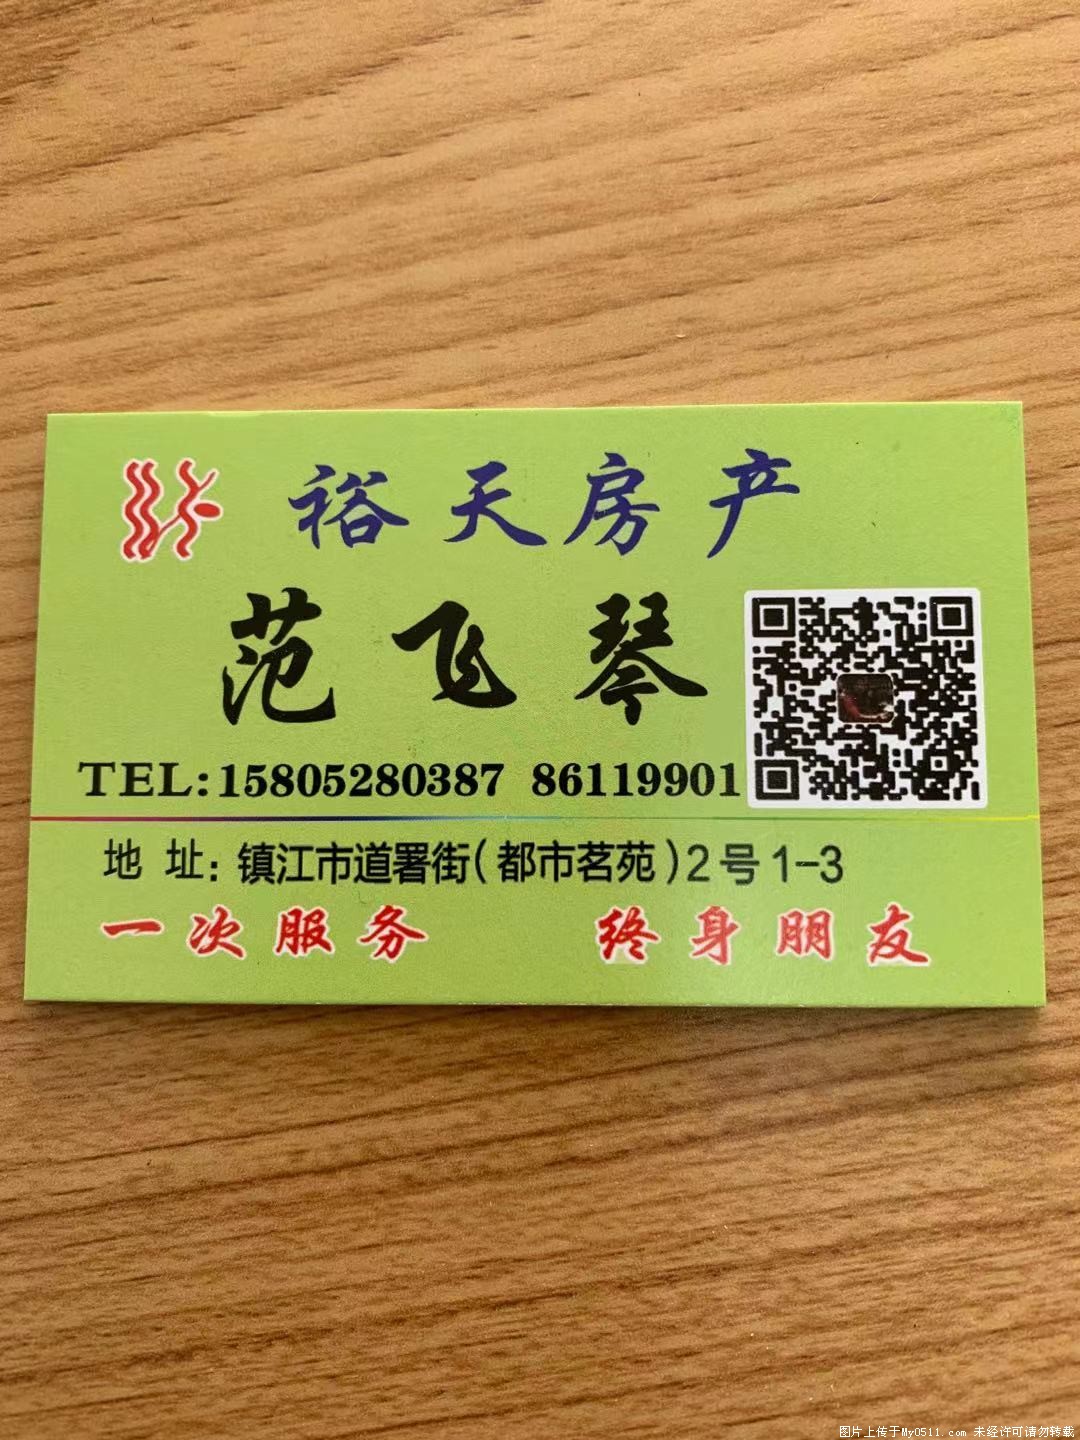 裕天房产
范飞琴
TEL:15805280387 86119901
地 址：镇江市道署街(都市茗苑)2号1-3
一次服务 终身朋友
图片上传于My0511.com 未经许可请勿转载